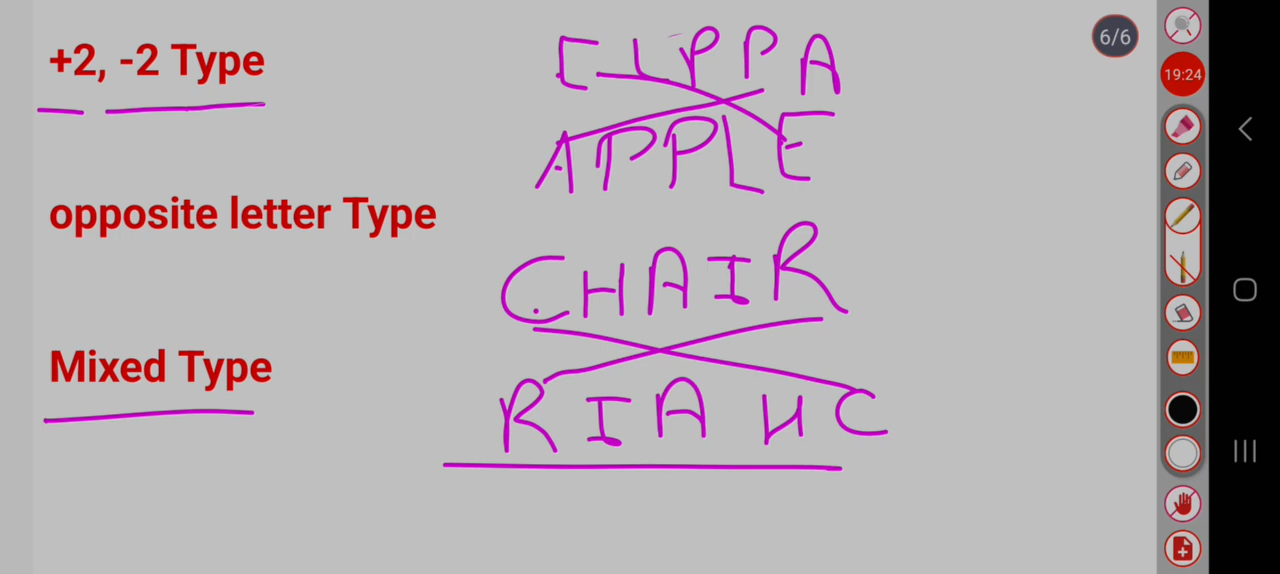 +2, -2 Type
ELPPA
APPLE
6/6
19:24
opposite letter Type
CHAIR
Mixed Type
RIAHC